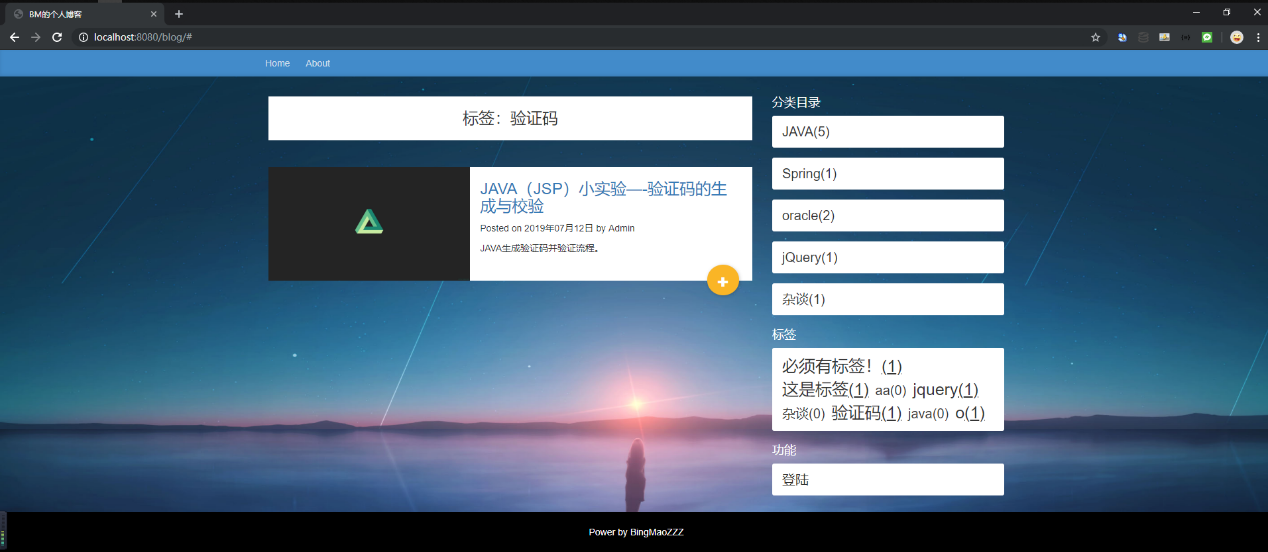 BM的个人博客
localhost:8080/blog/#
Home About
标签：验证码
JAVA（JSP）小实验—-验证码的生
成与校验
Posted on 2019年07月12日 by Admin
JAVA生成验证码并验证流程。
分类目录
JAVA(5)
Spring(1)
oracle(2)
jQuery(1)
杂谈(1)
标签
必须有标签！(1)
这是标签(1) aa(0) jquery(1)
杂谈(0) 验证码(1) java(0) o(1)
功能
登陆
Power by BingMaoZZZ